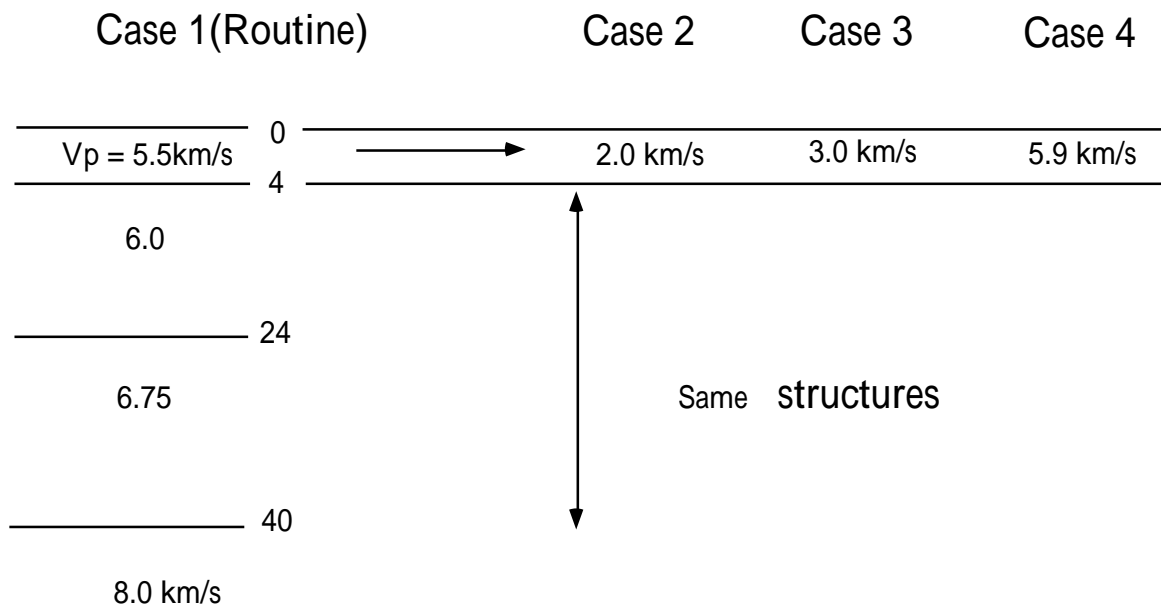 Case 1(Routine) Case 2 Case 3 Case 4
0
Vp = 5.5km/s 2.0 km/s 3.0 km/s 5.9 km/s
4
6.0
24
6.75 Same structures
40
8.0 km/s